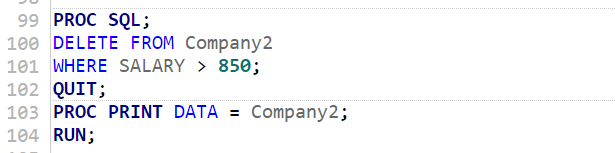 99 PROC SQL;
100 DELETE FROM Company2
101 WHERE SALARY > 850;
102 QUIT;
103 PROC PRINT DATA = Company2;
104 RUN;